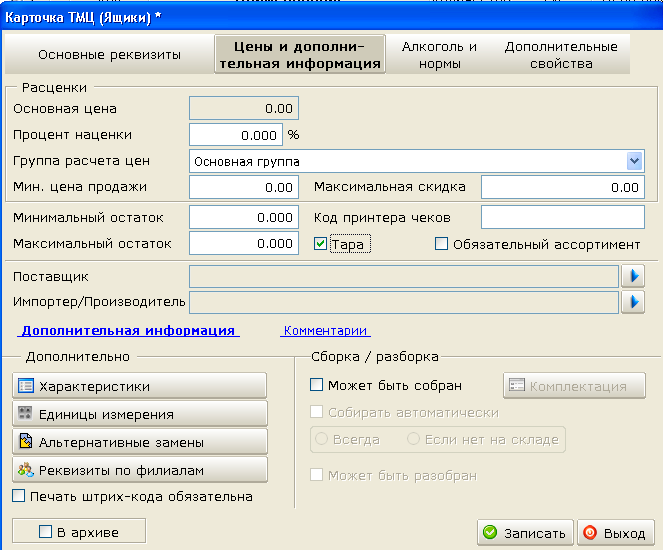 Карточка ТМЦ (Ящики) *
Основные реквизиты
Цены и дополни-
тельная информация
Алкоголь и
нормы
Дополнительные
свойства
Расценки
Основная цена 0.00
Процент наценки 0.000 %
Группа расчета цен Основная группа
Мин. цена продажи 0.00 Максимальная скидка 0.00
Минимальный остаток 0.000 Код принтера чеков
Максимальный остаток 0.000 Тара Обязательный ассортимент
Поставщик
Импортер/Производитель
Дополнительная информация Комментарии
Дополнительно
Характеристики
Единицы измерения
Альтернативные замены
Реквизиты по филиалам
Печать штрих-кода обязательна
Сборка / разборка
Может быть собран Комплектация
Собирать автоматически
Всегда Если нет на складе
Может быть разобран
В архиве
Записать Выход